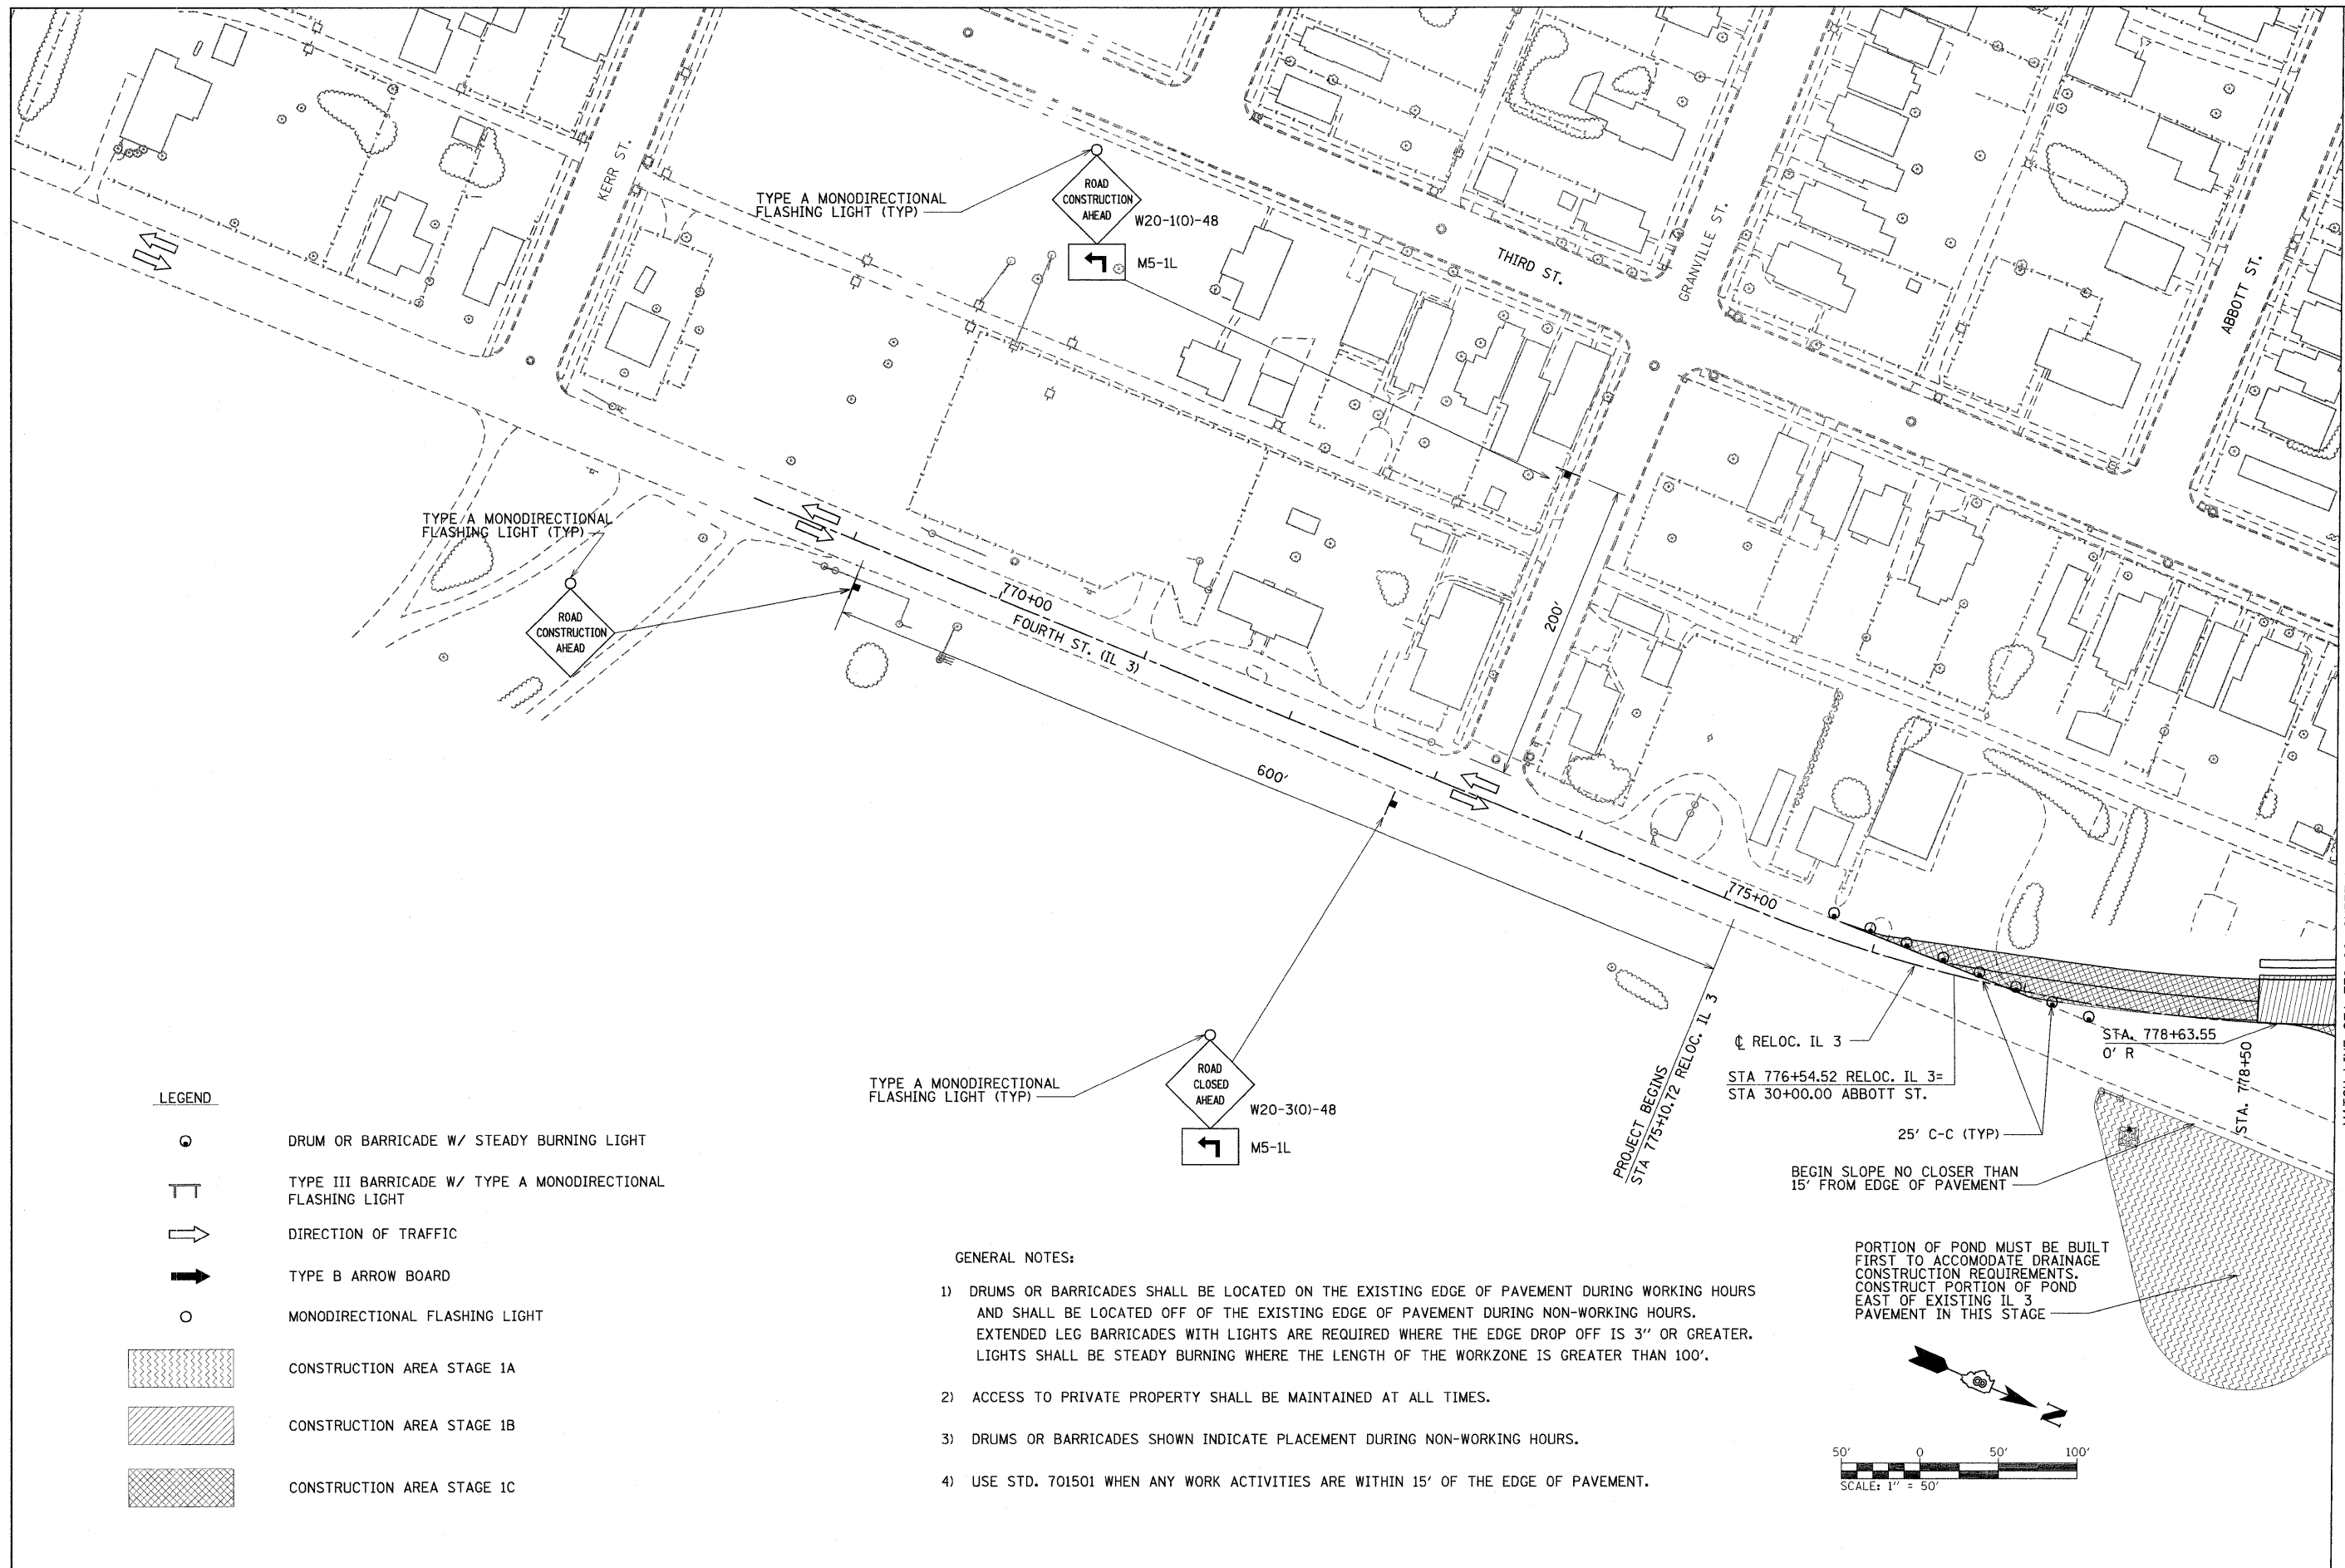 KERR ST.
TYPE A MONODIRECTIONAL
FLASHING LIGHT (TYP)
ROAD
CONSTRUCTION
AHEAD
W20-1(O)-48
M5-1L
THIRD ST.
GRANVILLE ST.
ABBOTT ST.
TYPE A MONODIRECTIONAL
FLASHING LIGHT (TYP)
ROAD
CONSTRUCTION
AHEAD
770+00
FOURTH ST. (IL 3)
200'
600'
775+00
TYPE A MONODIRECTIONAL
FLASHING LIGHT (TYP)
ROAD
CLOSED
AHEAD
W20-3(O)-48
M5-1L
PROJECT BEGINS
STA 775+10.72 RELOC. IL 3
℄ RELOC. IL 3
STA 776+54.52 RELOC. IL 3=
STA 30+00.00 ABBOTT ST.
25' C-C (TYP)
STA. 778+63.55
0' R
STA. 778+50
BEGIN SLOPE NO CLOSER THAN
15' FROM EDGE OF PAVEMENT
PORTION OF POND MUST BE BUILT
FIRST TO ACCOMODATE DRAINAGE
CONSTRUCTION REQUIREMENTS.
CONSTRUCT PORTION OF POND
EAST OF EXISTING IL 3
PAVEMENT IN THIS STAGE
N
50' 0 50' 100'
SCALE: 1" = 50'
LEGEND
DRUM OR BARRICADE W/ STEADY BURNING LIGHT
TYPE III BARRICADE W/ TYPE A MONODIRECTIONAL
FLASHING LIGHT
DIRECTION OF TRAFFIC
TYPE B ARROW BOARD
MONODIRECTIONAL FLASHING LIGHT
CONSTRUCTION AREA STAGE 1A
CONSTRUCTION AREA STAGE 1B
CONSTRUCTION AREA STAGE 1C
GENERAL NOTES:
1) DRUMS OR BARRICADES SHALL BE LOCATED ON THE EXISTING EDGE OF PAVEMENT DURING WORKING HOURS
AND SHALL BE LOCATED OFF OF THE EXISTING EDGE OF PAVEMENT DURING NON-WORKING HOURS.
EXTENDED LEG BARRICADES WITH LIGHTS ARE REQUIRED WHERE THE EDGE DROP OFF IS 3" OR GREATER.
LIGHTS SHALL BE STEADY BURNING WHERE THE LENGTH OF THE WORKZONE IS GREATER THAN 100'.
2) ACCESS TO PRIVATE PROPERTY SHALL BE MAINTAINED AT ALL TIMES.
3) DRUMS OR BARRICADES SHOWN INDICATE PLACEMENT DURING NON-WORKING HOURS.
4) USE STD. 701501 WHEN ANY WORK ACTIVITIES ARE WITHIN 15' OF THE EDGE OF PAVEMENT.